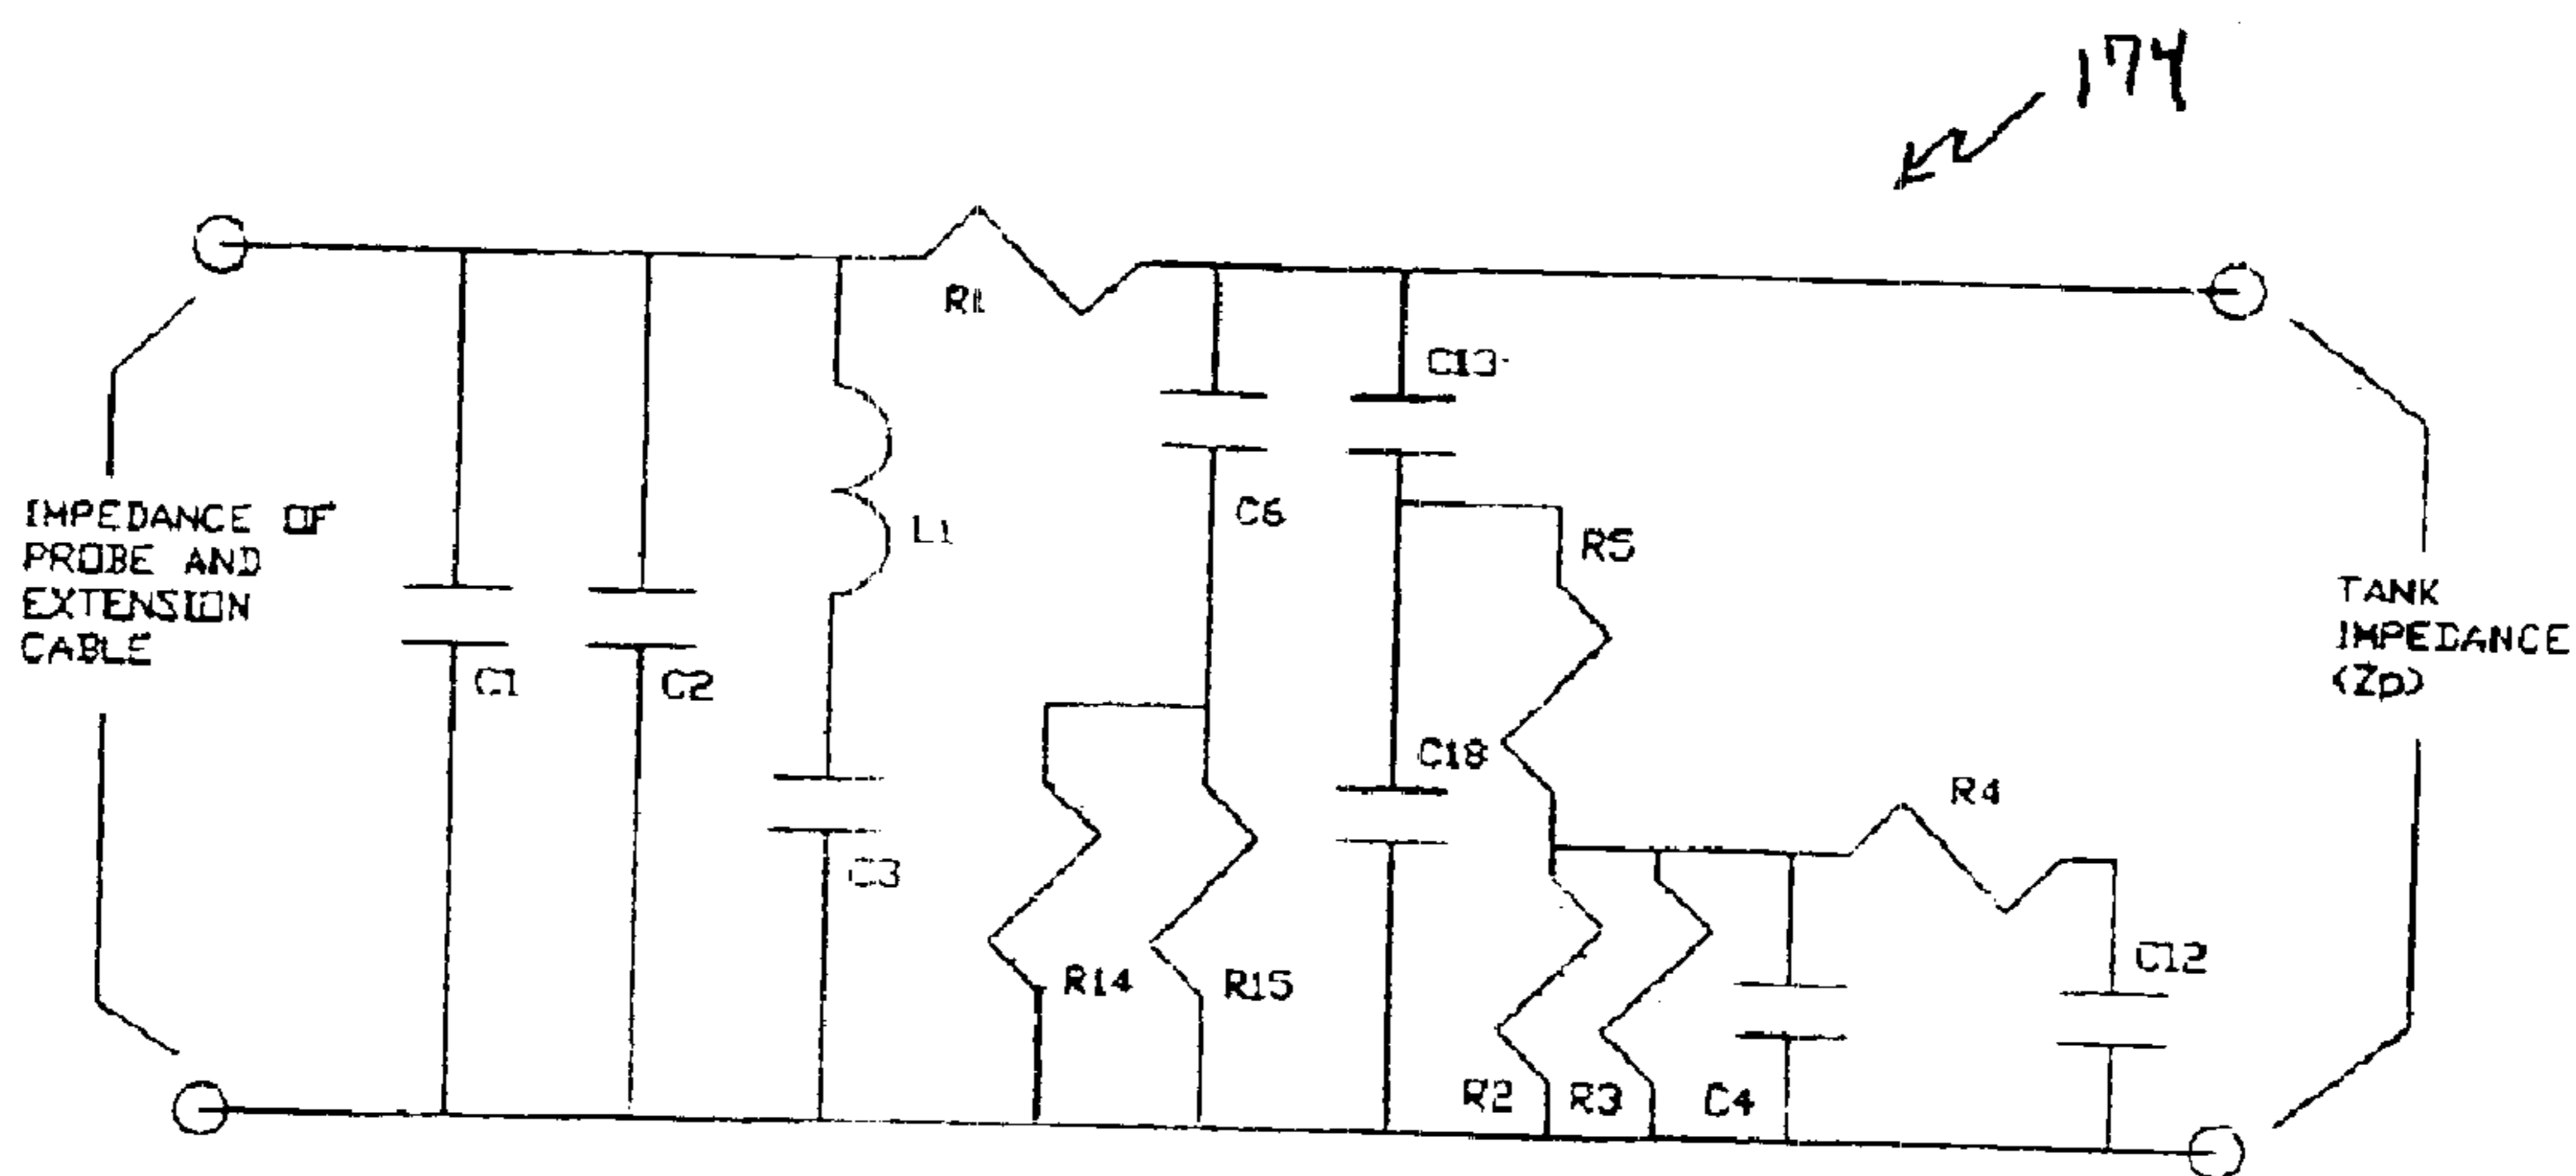 174
R1
C13
IMPEDANCE OF
PROBE AND
EXTENSION
CABLE
L1
C6
R5
TANK
IMPEDANCE
(Zp)
C1
C2
C18
R4
C3
R14
R15
C12
R2
R3
C4